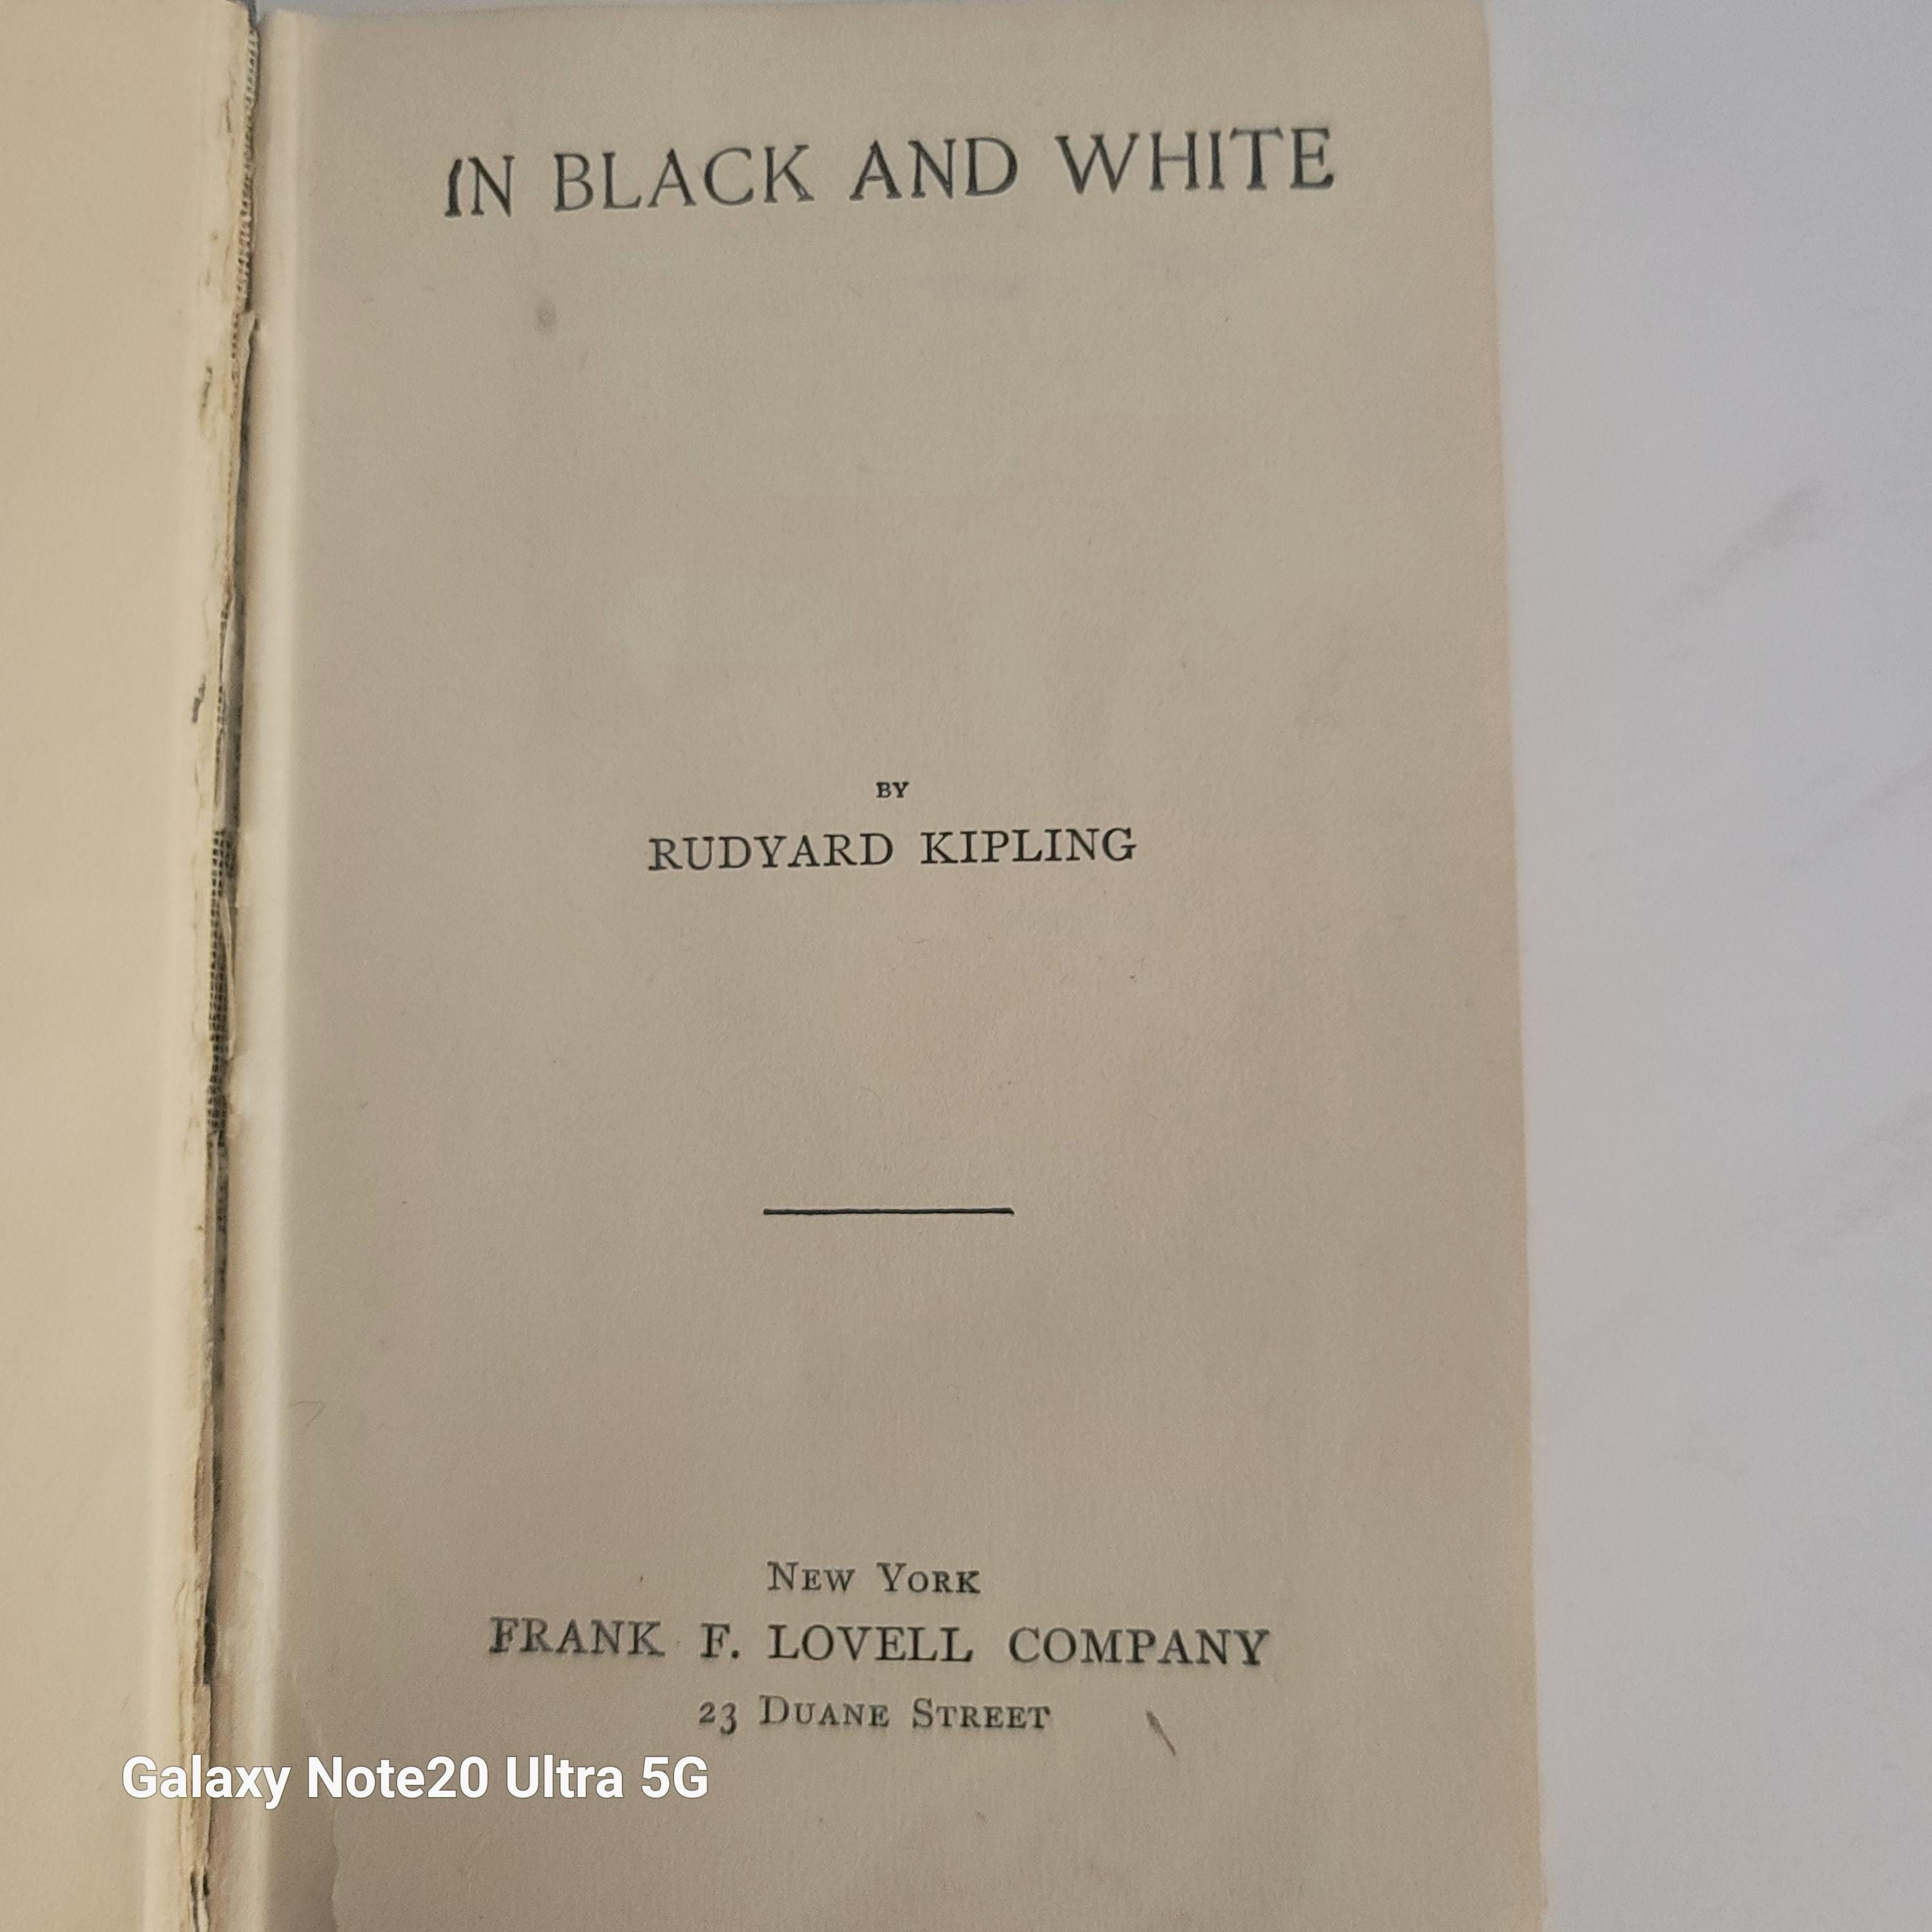 IN BLACK AND WHITE
BY
RUDYARD KIPLING
NEW YORK
FRANK F. LOVELL COMPANY
23 DUANE STREET
Galaxy Note20 Ultra 5G